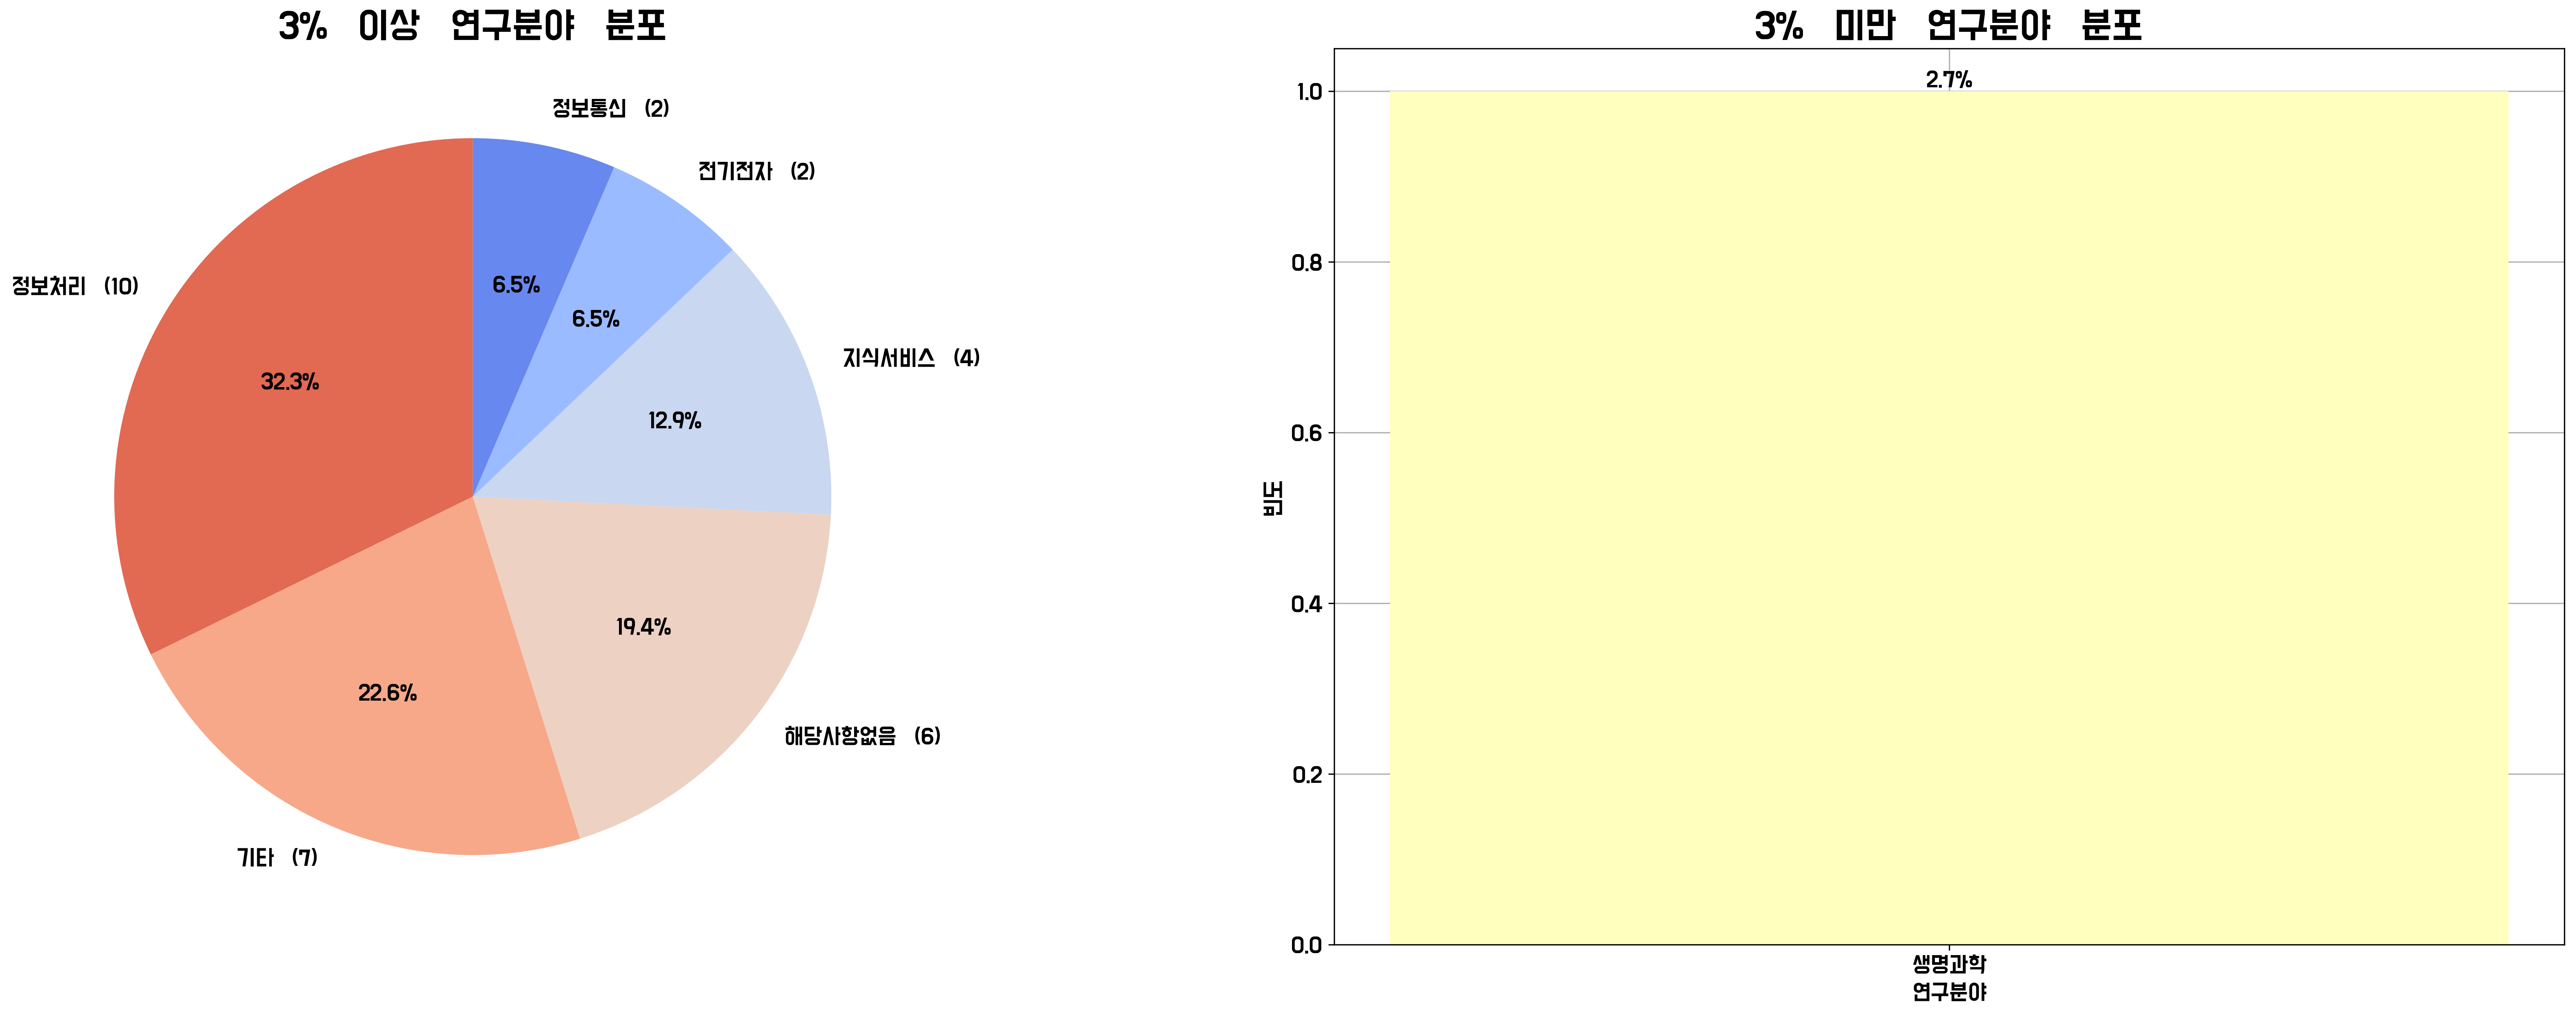 3% 이상 연구분야 분포
정보통신 (2)
전기전자 (2)
정보처리 (10)
6.5%
6.5%
지식서비스 (4)
32.3%
12.9%
19.4%
22.6%
해당사항없음 (6)
기타 (7)
3% 미만 연구분야 분포
2.7%
1.0
0.8
0.6
0.4
0.2
0.0
빈도
생명과학
연구분야